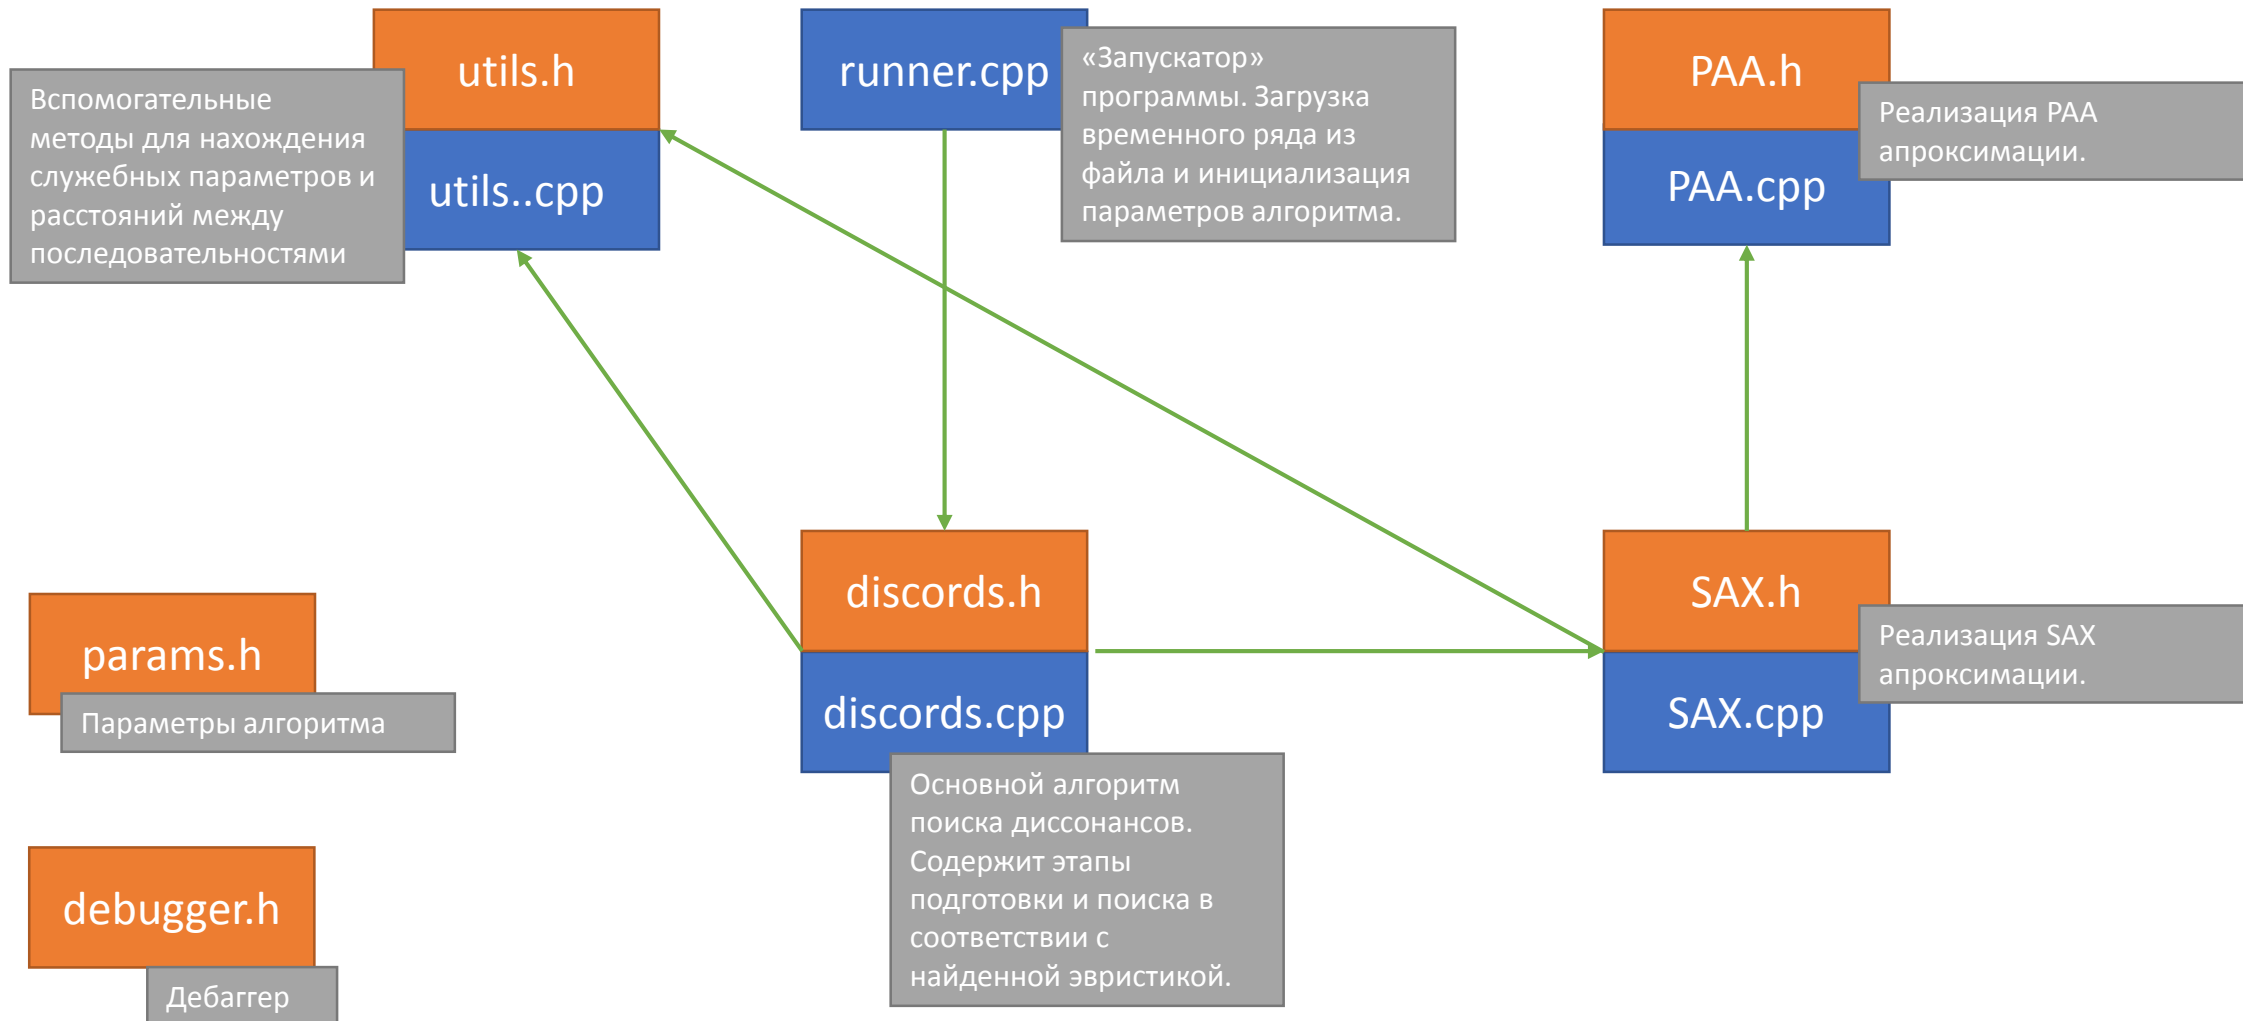 utils.h
utils..cpp
Вспомогательные
методы для нахождения
служебных параметров и
расстояний между
последовательностями
runner.cpp
«Запускатор»
программы. Загрузка
временного ряда из
файла и инициализация
параметров алгоритма.
PAA.h
PAA.cpp
Реализация PAA
апроксимации.
params.h
Параметры алгоритма
discords.h
discords.cpp
Основной алгоритм
поиска диссонансов.
Содержит этапы
подготовки и поиска в
соответствии с
найденной эвристикой.
SAX.h
SAX.cpp
Реализация SAX
апроксимации.
debugger.h
Дебаггер